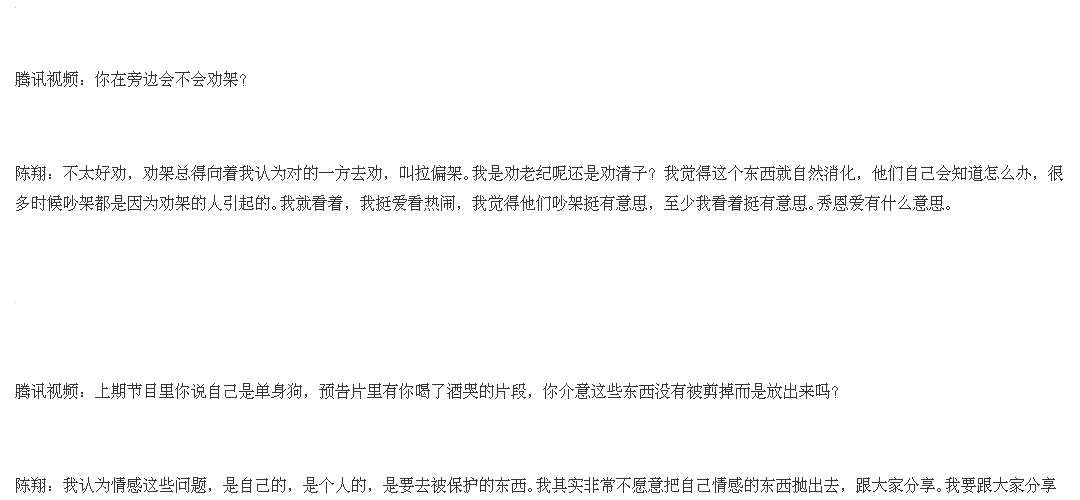 腾讯视频：你在旁边会不会劝架？
陈翔：不太好劝，劝架总得向着我认为对的一方去劝，叫拉偏架。我是劝老纪呢还是劝清子？我觉得这个东西就自然消化，他们自己会知道怎么办，很
多时候吵架都是因为劝架的人引起的。我就看着，我挺爱看热闹，我觉得他们吵架挺有意思，至少我看着挺有意思。秀恩爱有什么意思。
腾讯视频：上期节目里你说自己是单身狗，预告片里有你喝了酒哭的片段，你介意这些东西没有被剪掉而是放出来吗？
陈翔：我认为情感这些问题，是自己的，是个人的，是要去被保护的东西。我其实非常不愿意把自己情感的东西抛出去，跟大家分享。我要跟大家分享